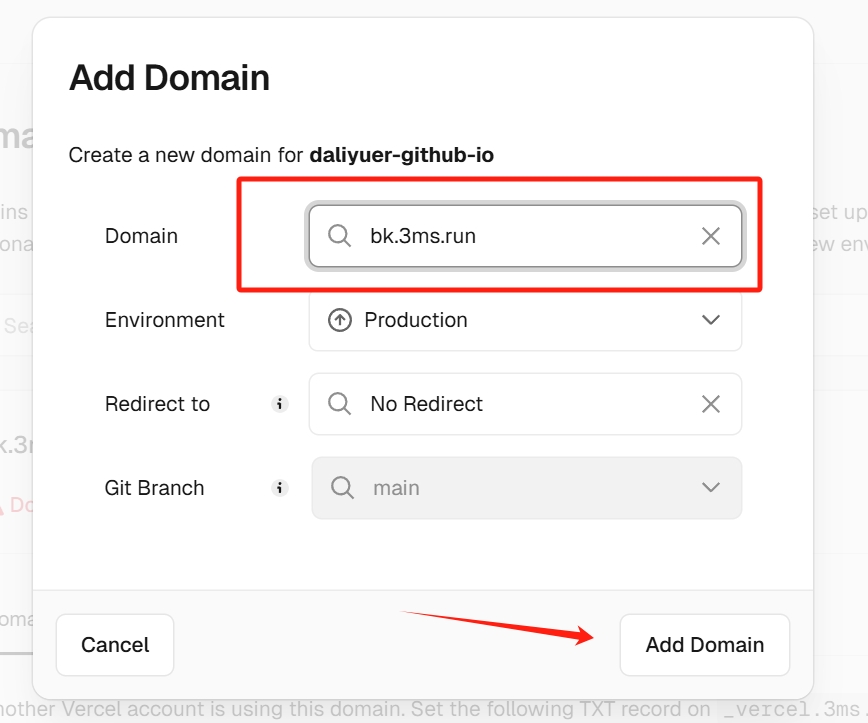 Add Domain
Create a new domain for daliyuer-github-io
Domain
bk.3ms.run
Environment
Production
Redirect to
No Redirect
Git Branch
main
Cancel
Add Domain
nother Vercel account is using this domain. Set the following TXT record on _vercel.3ms